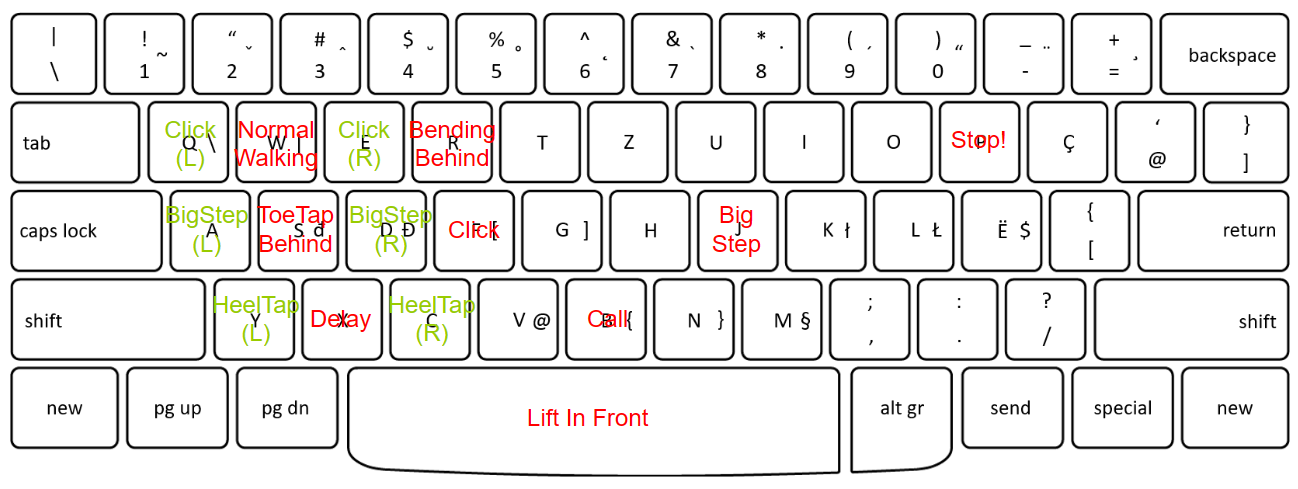 | ! ~ “ ˇ # ˆ $ ˘ % ° ^ ˛ & ` * . ( ´ ) “ _ ¨ + ¸ backspace
\ 1 2 3 4 5 6 7 8 9 0 - =
Click Normal Click Bending ‘ }
tab Q \ W | E R T Z U I O P Stop! Ç
(L) Walking (R) Behind @ ]
BigStep ToeTap BigStep Big {
caps lock A S đ D Đ F [ Click G ] H J K ł L Ł Ë $ return
(L) Behind (R) Step [
HeelTap HeelTap ; : ?
shift Y X Delay C V @ B { Call N } M § shift
(L) (R) , . /
new pg up pg dn Lift In Front alt gr send special new